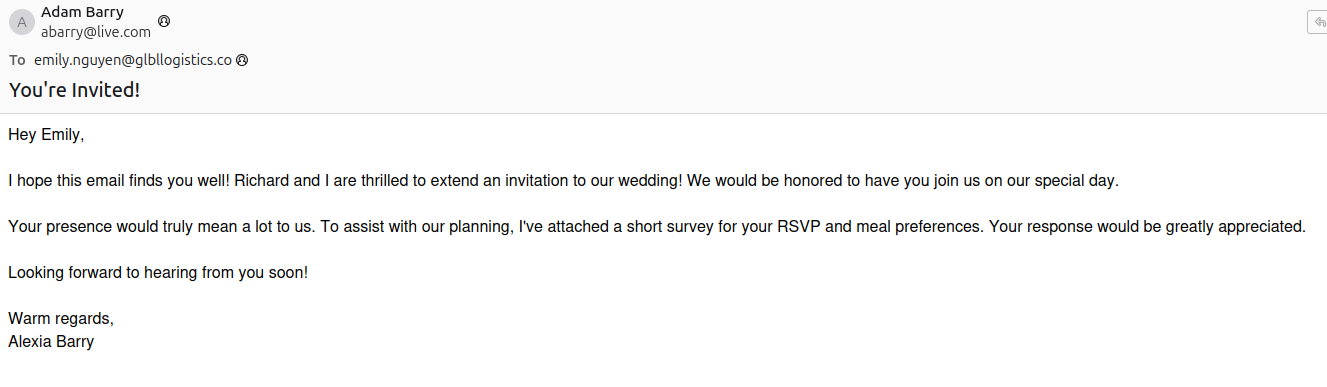 A
Adam Barry
abarry@live.com
To emily.nguyen@glbllogistics.co
You're Invited!
Hey Emily,
I hope this email finds you well! Richard and I are thrilled to extend an invitation to our wedding! We would be honored to have you join us on our special day.
Your presence would truly mean a lot to us. To assist with our planning, I've attached a short survey for your RSVP and meal preferences. Your response would be greatly appreciated.
Looking forward to hearing from you soon!
Warm regards,
Alexia Barry